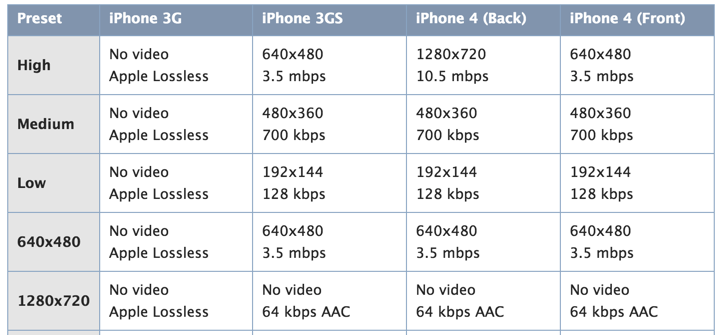 Preset iPhone 3G iPhone 3GS iPhone 4 (Back) iPhone 4 (Front)
High No video 640x480 1280x720 640x480
Apple Lossless 3.5 mbps 10.5 mbps 3.5 mbps
Medium No video 480x360 480x360 480x360
Apple Lossless 700 kbps 700 kbps 700 kbps
Low No video 192x144 192x144 192x144
Apple Lossless 128 kbps 128 kbps 128 kbps
640x480 No video 640x480 640x480 640x480
Apple Lossless 3.5 mbps 3.5 mbps 3.5 mbps
1280x720 No video No video No video No video
Apple Lossless 64 kbps AAC 64 kbps AAC 64 kbps AAC